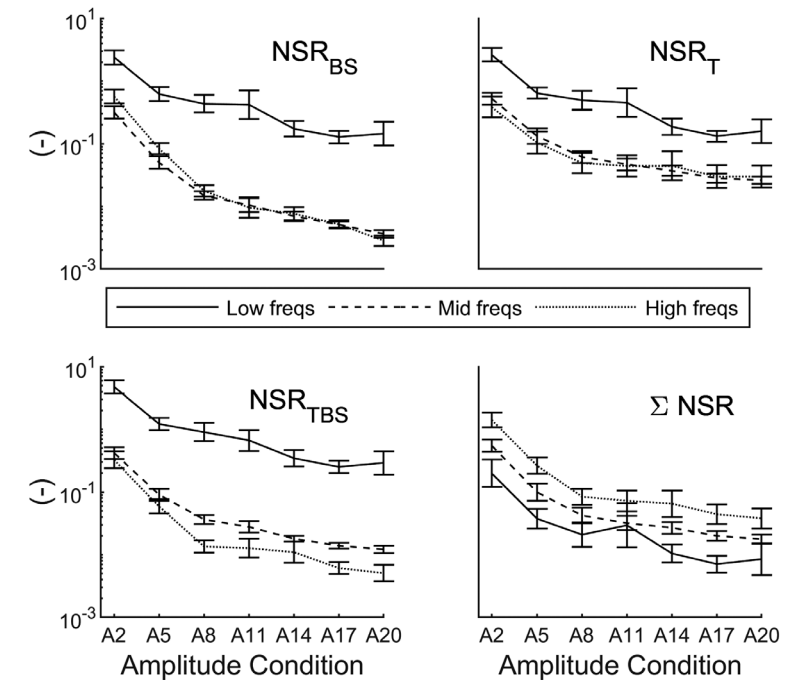 10^1
NSR_BS
NSR_T
(-)
10^-1
10^-3
Low freqs
Mid freqs
High freqs
10^1
NSR_TBS
Σ NSR
(-)
10^-1
10^-3
A2 A5 A8 A11 A14 A17 A20
A2 A5 A8 A11 A14 A17 A20
Amplitude Condition
Amplitude Condition